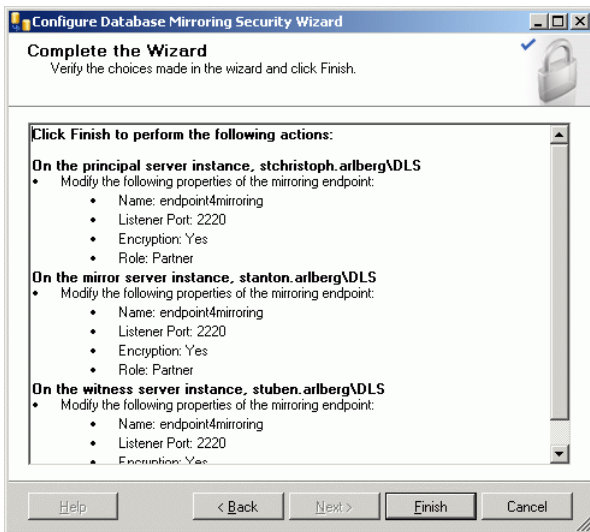 Configure Database Mirroring Security Wizard
Complete the Wizard
Verify the choices made in the wizard and click Finish.
Click Finish to perform the following actions:
On the principal server instance, stchristoph.arlberg\DLS
• Modify the following properties of the mirroring endpoint:
• Name: endpoint4mirroring
• Listener Port: 2220
• Encryption: Yes
• Role: Partner
On the mirror server instance, stanton.arlberg\DLS
• Modify the following properties of the mirroring endpoint:
• Name: endpoint4mirroring
• Listener Port: 2220
• Encryption: Yes
• Role: Partner
On the witness server instance, stuben.arlberg\DLS
• Modify the following properties of the mirroring endpoint:
• Name: endpoint4mirroring
• Listener Port: 2220
• Encryption: Yes
Help < Back Next > Finish Cancel